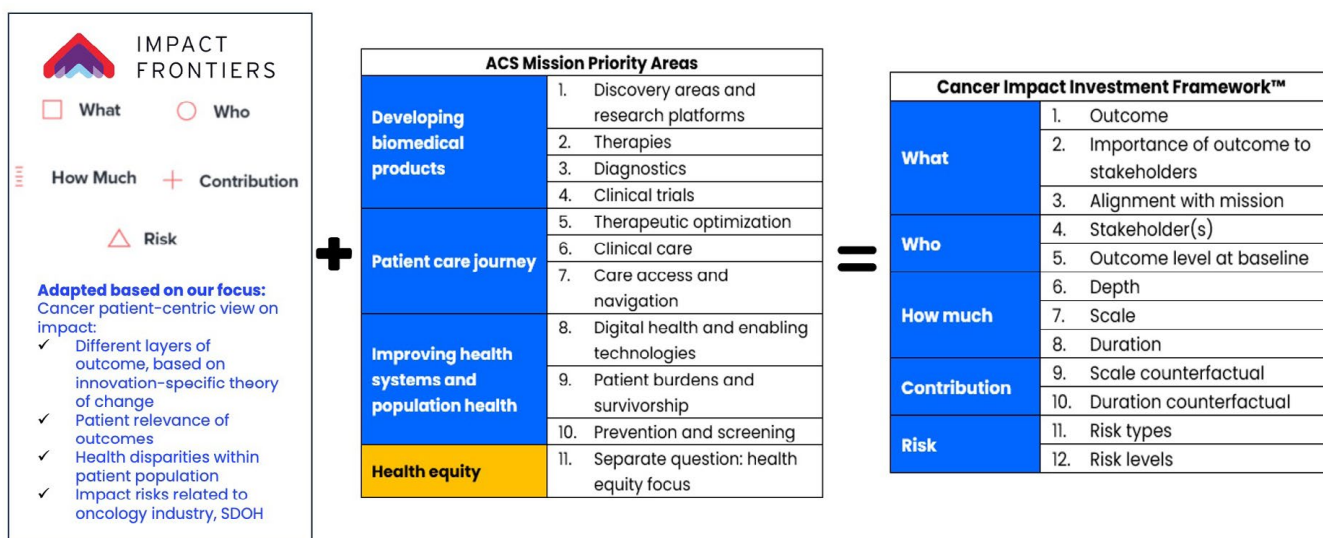 IMPACT
FRONTIERS
What
Who
How Much
Contribution
Risk
Adapted based on our focus:
Cancer patient-centric view on
impact:
✓ Different layers of
outcome, based on
innovation-specific theory
of change
✓ Patient relevance of
outcomes
✓ Health disparities within
patient population
✓ Impact risks related to
oncology industry, SDOH
+
ACS Mission Priority Areas
Developing
biomedical
products
1. Discovery areas and
research platforms
2. Therapies
3. Diagnostics
4. Clinical trials
Patient care journey
5. Therapeutic optimization
6. Clinical care
7. Care access and
navigation
Improving health
systems and
population health
8. Digital health and enabling
technologies
9. Patient burdens and
survivorship
10. Prevention and screening
Health equity
11. Separate question: health
equity focus
=
Cancer Impact Investment Framework™
What
1. Outcome
2. Importance of outcome to
stakeholders
3. Alignment with mission
Who
4. Stakeholder(s)
5. Outcome level at baseline
How much
6. Depth
7. Scale
8. Duration
Contribution
9. Scale counterfactual
10. Duration counterfactual
Risk
11. Risk types
12. Risk levels